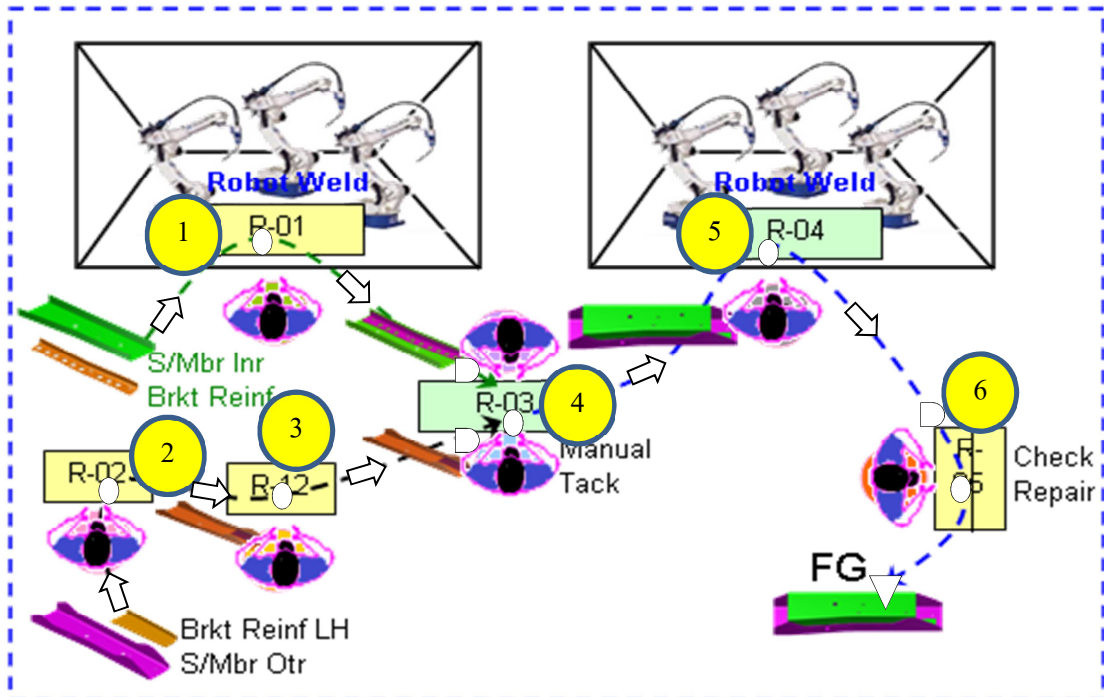 Robot Weld
Robot Weld
1
R-01
5
R-04
S/Mbr Inr
Brkt Reinf
R-03
4
6
3
2
R-02
R-12
Manual
Tack
R-
05
Check
Repair
FG
Brkt Reinf LH
S/Mbr Otr